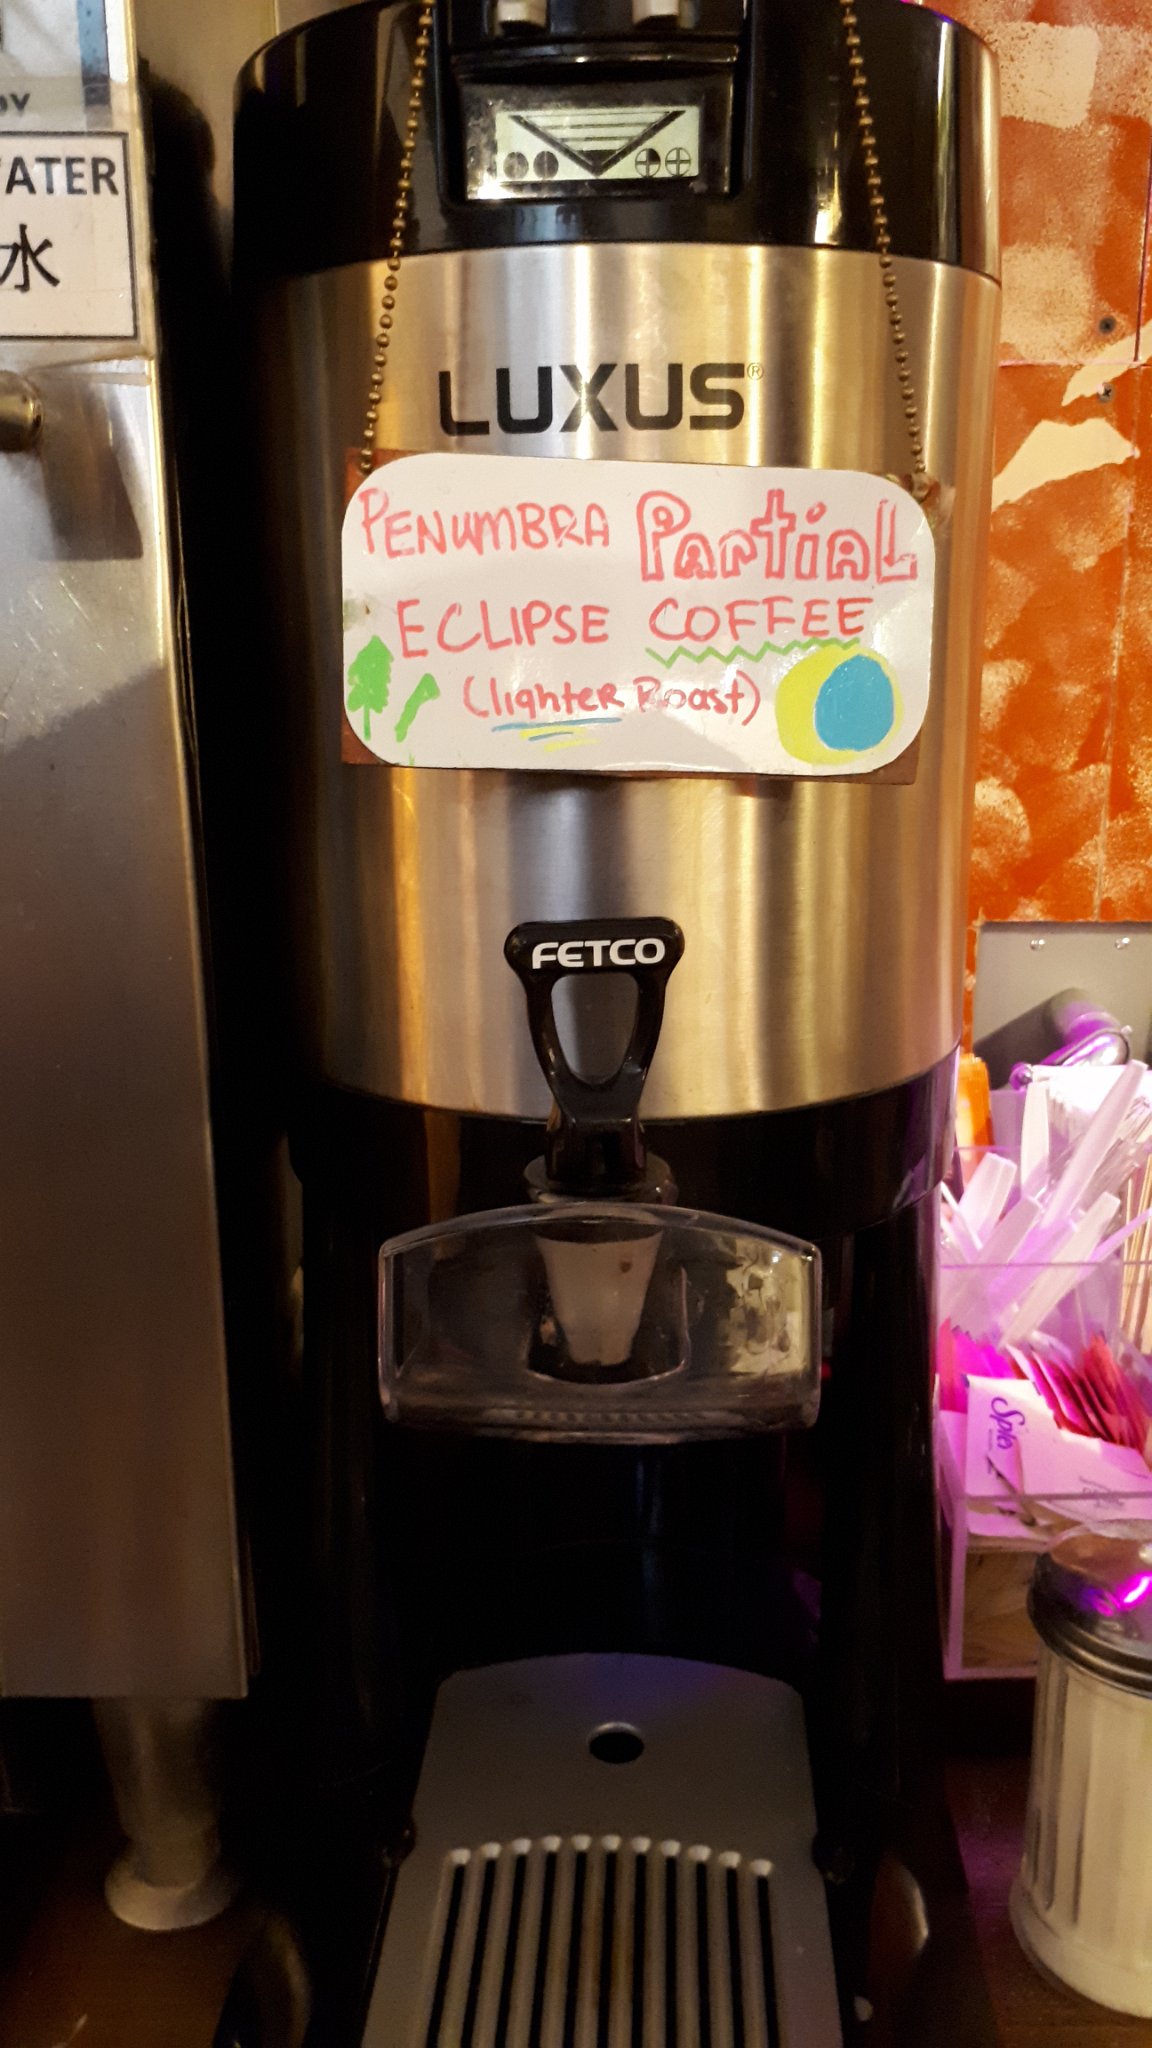 ATER
水
LUXUS®
PENUMBRA PartiaL
ECLIPSE COFFEE
(lighteR Roast)
FETCO